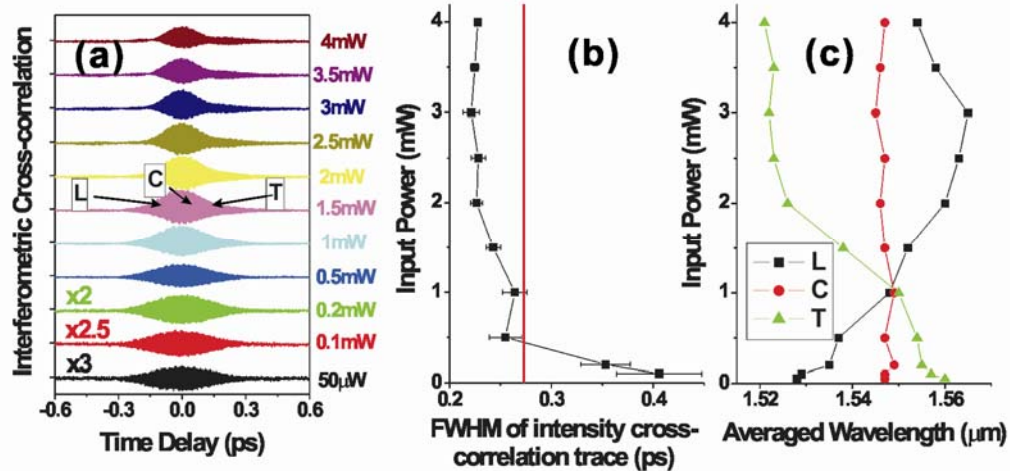 Interferometric Cross-correlation
(a)
4mW
3.5mW
3mW
2.5mW
2mW
1.5mW
1mW
0.5mW
0.2mW
0.1mW
50μW
L
C
T
x2
x2.5
x3
-0.6 -0.3 0.0 0.3 0.6
Time Delay (ps)
(b)
Input Power (mW)
4
3
2
1
0
0.2 0.3 0.4
FWHM of intensity cross-
correlation trace (ps)
(c)
Input Power (mW)
4
3
2
1
0
L
C
T
1.52 1.54 1.56
Averaged Wavelength (μm)